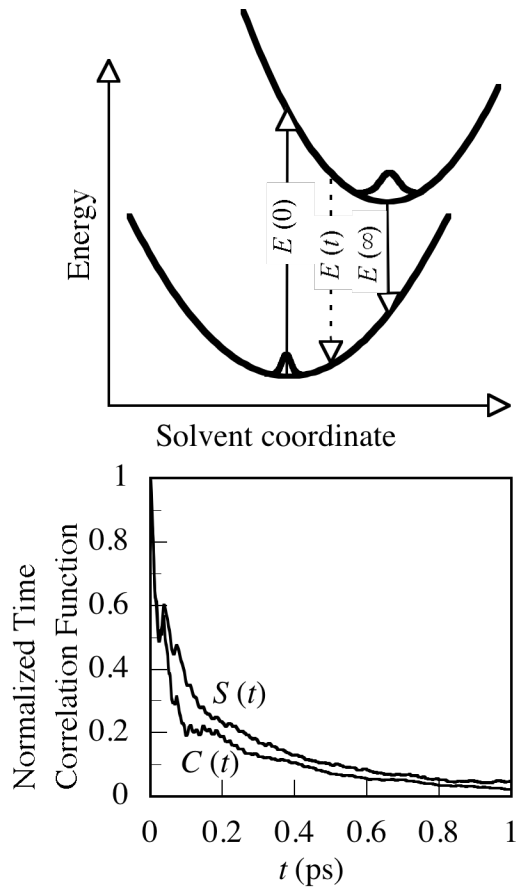 Energy
E (0)
E (t)
E (∞)
Solvent coordinate
Normalized Time
Correlation Function
1
0.8
0.6
0.4
0.2
0
S (t)
C (t)
0
0.2
0.4
0.6
0.8
1
t (ps)